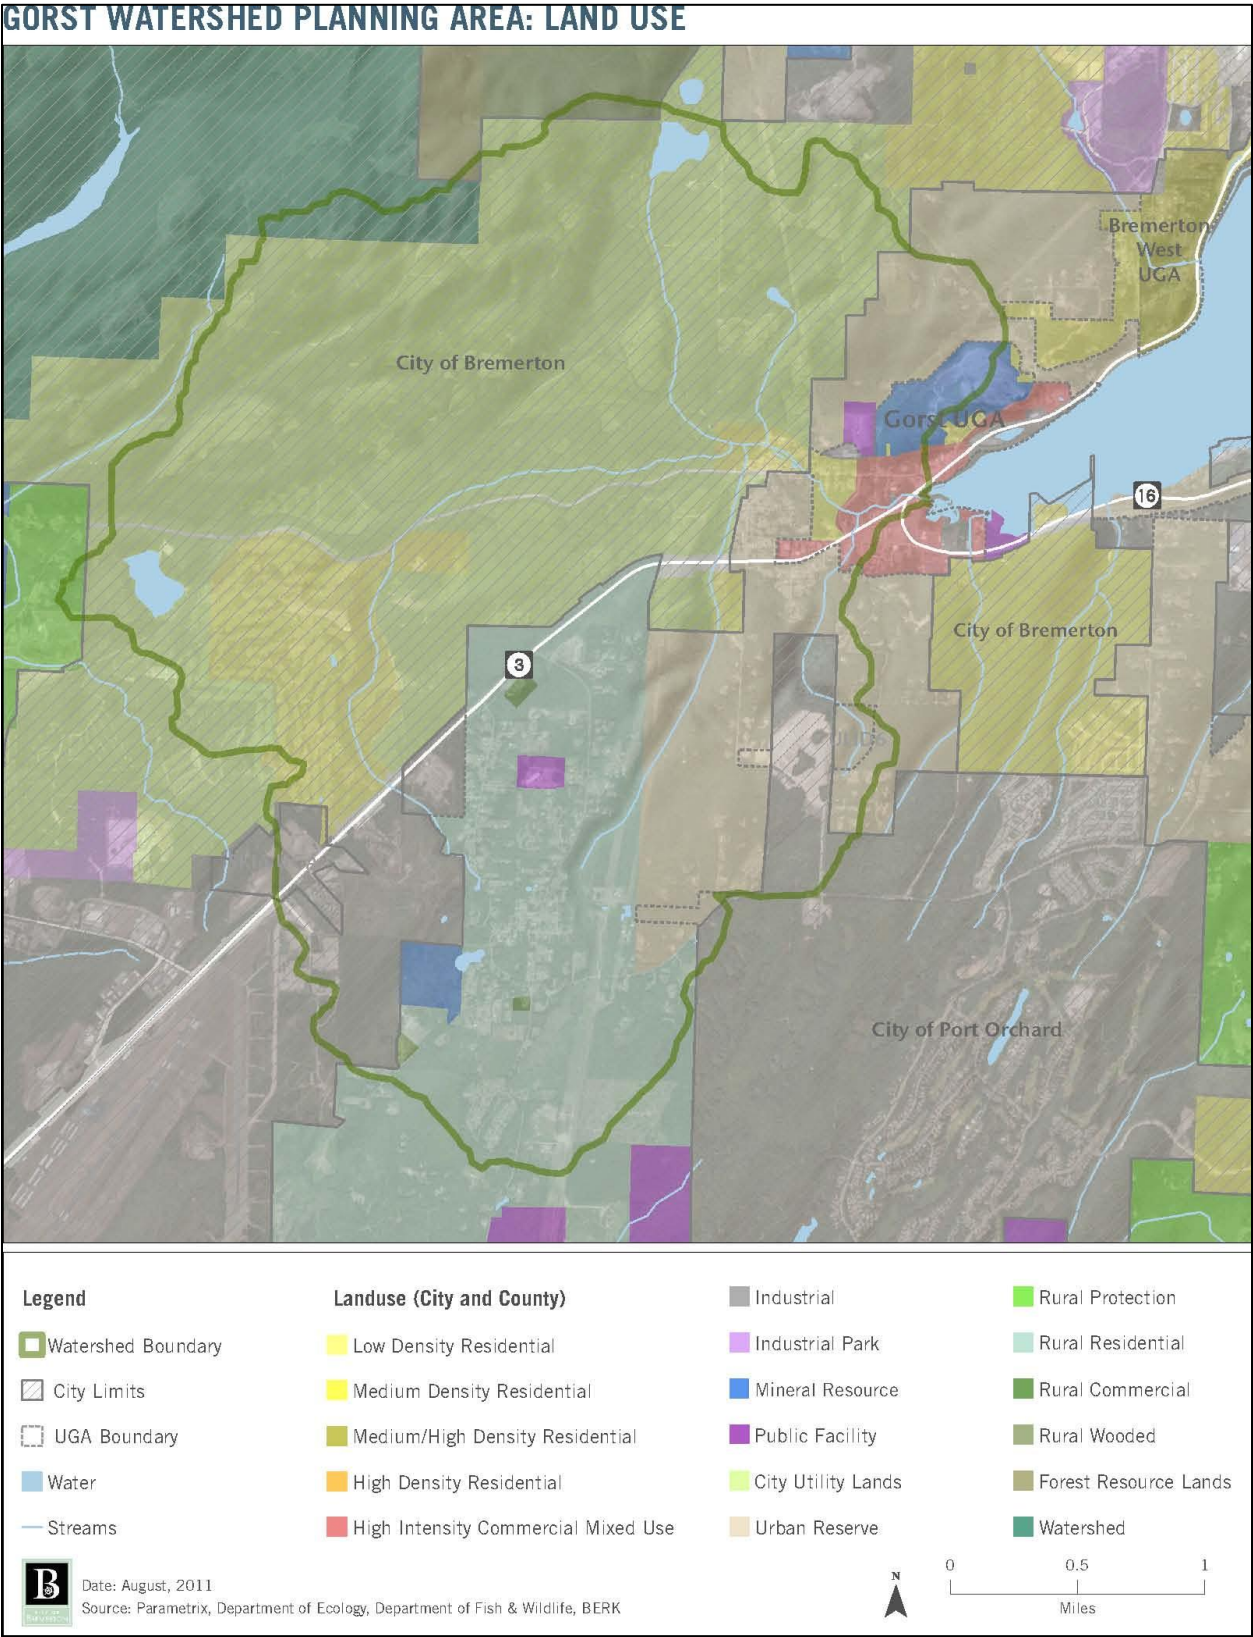 GORST WATERSHED PLANNING AREA: LAND USE
Bremerton
West
UGA
City of Bremerton
Gorst UGA
16
City of Bremerton
3
City of Port Orchard
Legend
Watershed Boundary
City Limits
UGA Boundary
Water
Streams
Landuse (City and County)
Low Density Residential
Medium Density Residential
Medium/High Density Residential
High Density Residential
High Intensity Commercial Mixed Use
Industrial
Industrial Park
Mineral Resource
Public Facility
City Utility Lands
Urban Reserve
Rural Protection
Rural Residential
Rural Commercial
Rural Wooded
Forest Resource Lands
Watershed
B
Date: August, 2011
Source: Parametrix, Department of Ecology, Department of Fish & Wildlife, BERK
N
0 0.5 1
Miles